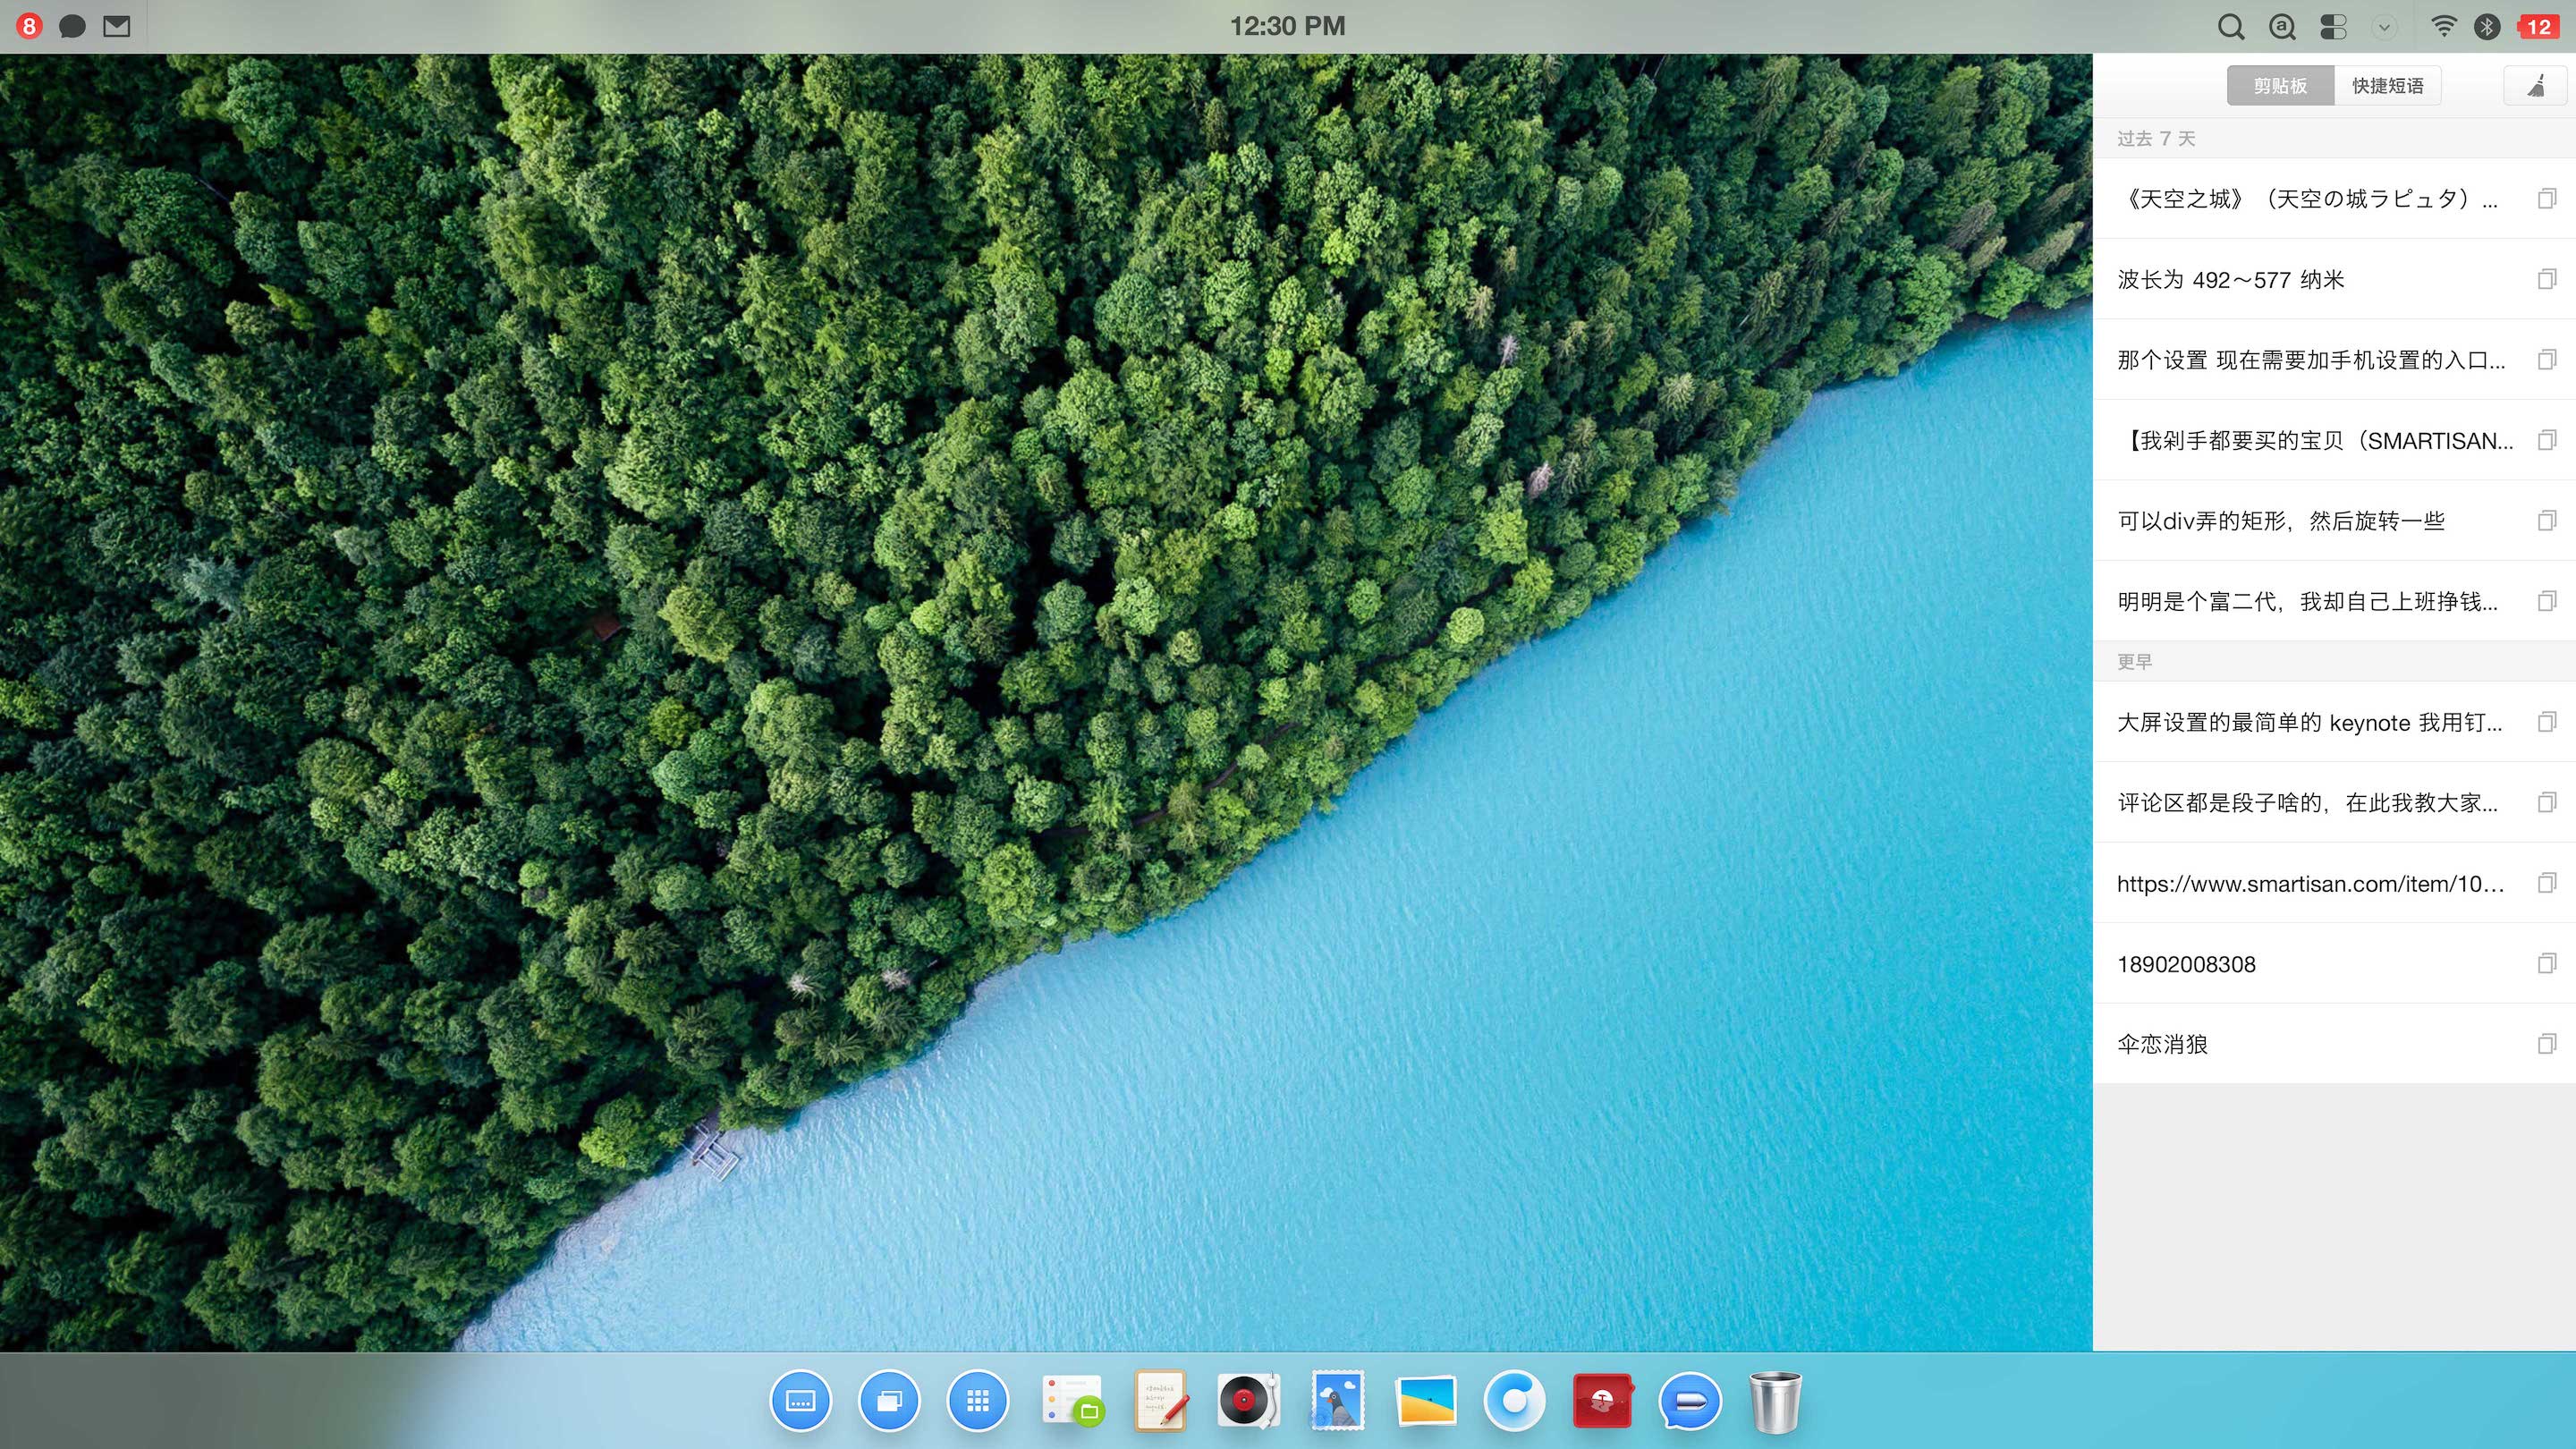 8
12:30 PM
12
剪贴板
快捷短语
过去 7 天
《天空之城》（天空の城ラピュタ）...
波长为 492～577 纳米
那个设置 现在需要加手机设置的入口...
【我剁手都要买的宝贝（SMARTISAN...
可以div弄的矩形，然后旋转一些
明明是个富二代，我却自已上班挣钱...
更早
大屏设置的最简单的 keynote 我用钉...
评论区都是段子啥的，在此我教大家...
https://www.smartisan.com/item/10...
18902008308
伞恋消狼